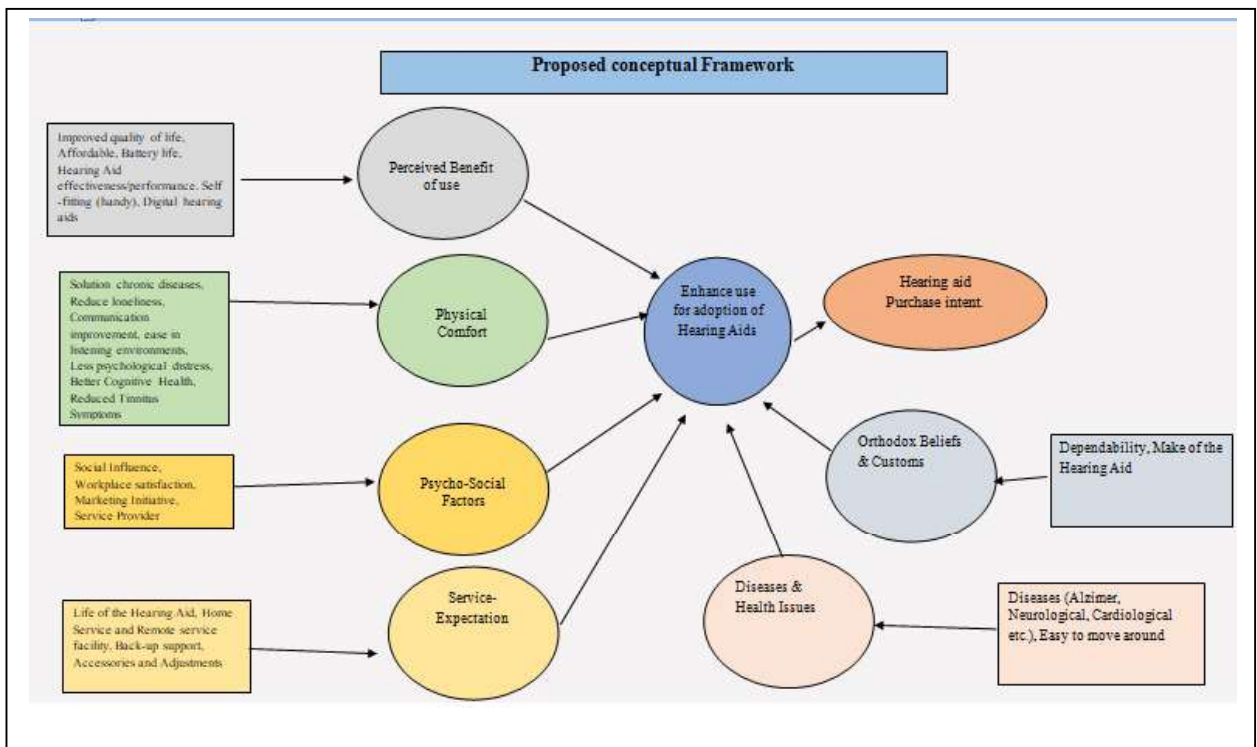 Proposed conceptual Framework
Improved quality of life,
Affordable, Battery life,
Hearing Aid
effectiveness/performance. Self
-fitting (handy), Digital hearing
aids
Perceived Benefit
of use
Solution chronic diseases,
Reduce loneliness,
Communication
improvement, ease in
listening environments,
Less psychological distress,
Better Cognitive Health,
Reduced Tinnitus
Symptoms
Physical
Comfort
Enhance use
for adoption of
Hearing Aids
Hearing aid
Purchase intent.
Social Influence,
Workplace satisfaction,
Marketing Initiative,
Service Provider
Psycho-Social
Factors
Orthodox Beliefs
& Customs
Dependability, Make of the
Hearing Aid
Life of the Hearing Aid, Home
Service and Remote service
facility, Back-up support,
Accessories and Adjustments
Service-
Expectation
Diseases &
Health Issues
Diseases (Alzimer,
Neurological, Cardiological
etc.), Easy to move around